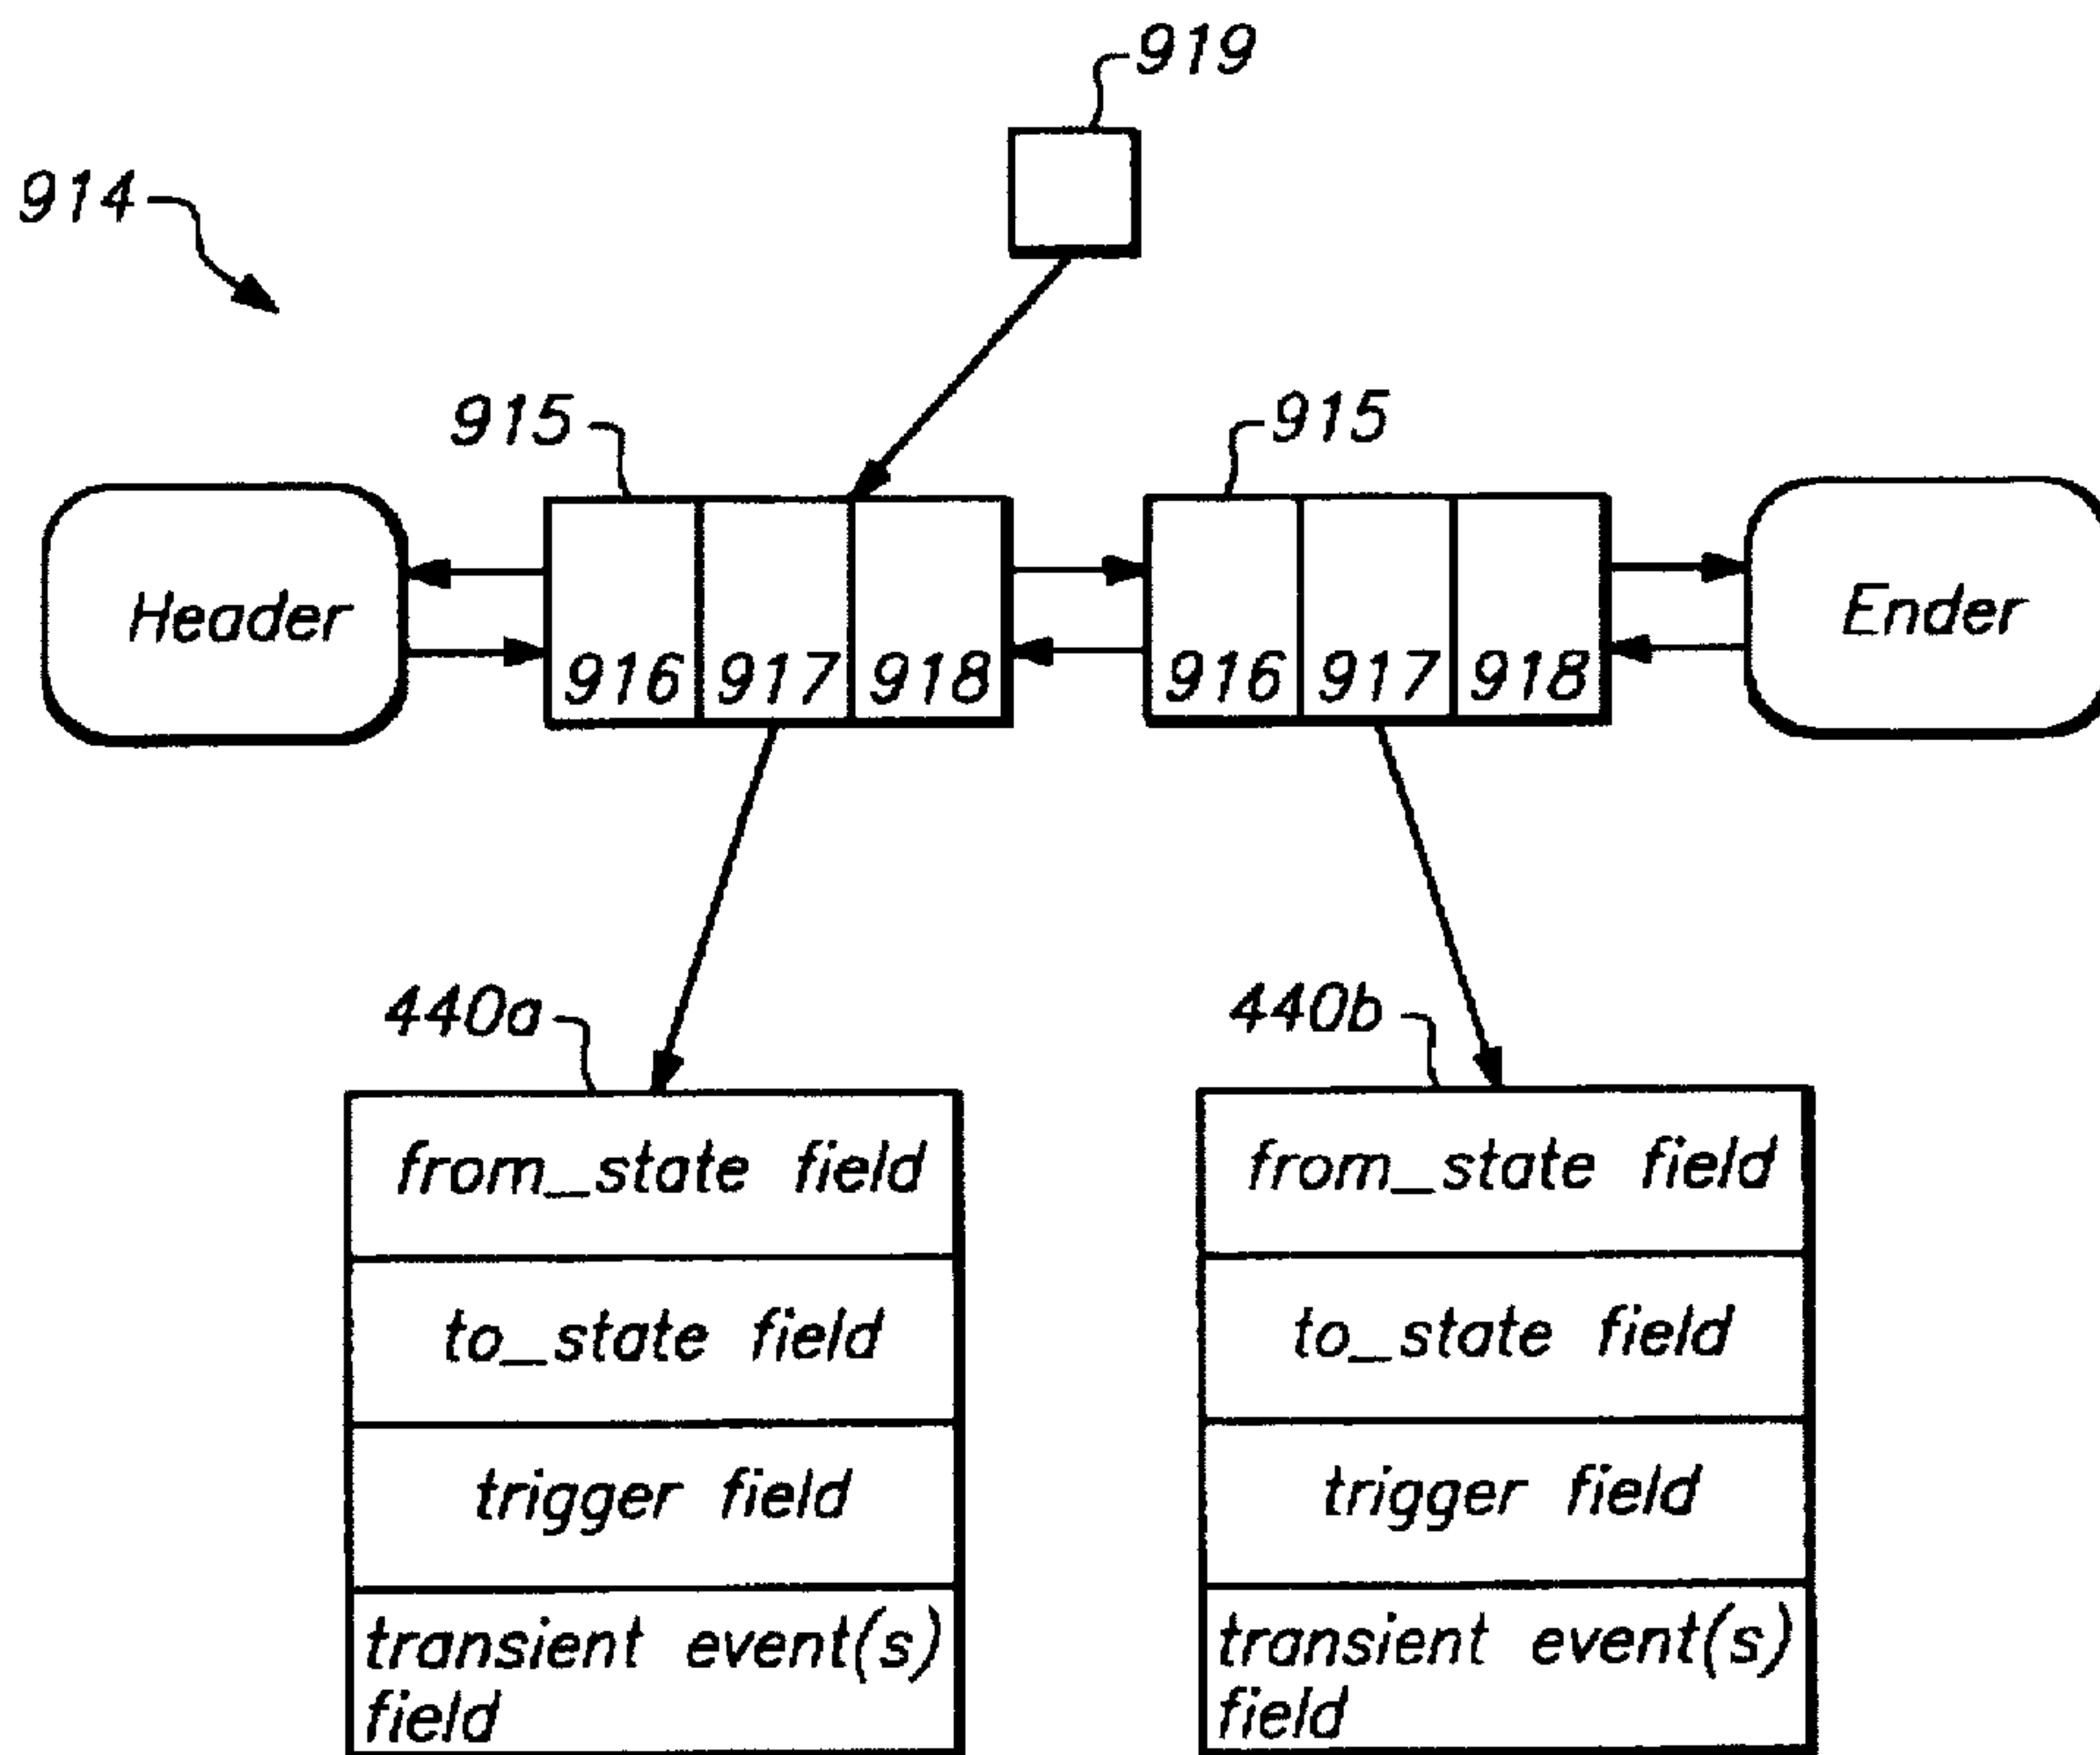 919
914
915
915
Header
916 917 918
916 917 918
Ender
440a
440b
from_state field
to_state field
trigger field
transient event(s)
field
from_state field
to_state field
trigger field
transient event(s)
field